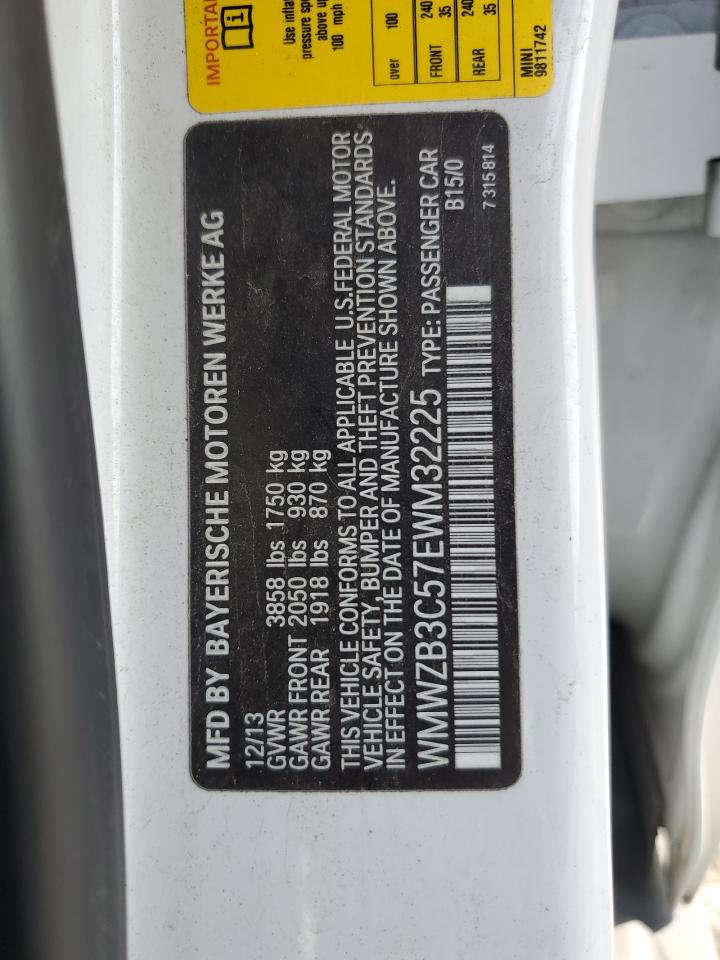 IMPORTA
Use infla
pressure sp
above up
100 mph
over 100
FRONT 240 35
REAR 240 35
MINI
9811742
MFD BY BAYERISCHE MOTOREN WERKE AG
12/13
GVWR 3858 lbs 1750 kg
GAWR FRONT 2050 lbs 930 kg
GAWR REAR 1918 lbs 870 kg
THIS VEHICLE CONFORMS TO ALL APPLICABLE U.S.FEDERAL MOTOR
VEHICLE SAFETY, BUMPER AND THEFT PREVENTION STANDARDS
IN EFFECT ON THE DATE OF MANUFACTURE SHOWN ABOVE.
WMWZB3C57EWM32225 TYPE: PASSENGER CAR
B15/0
7 315 814